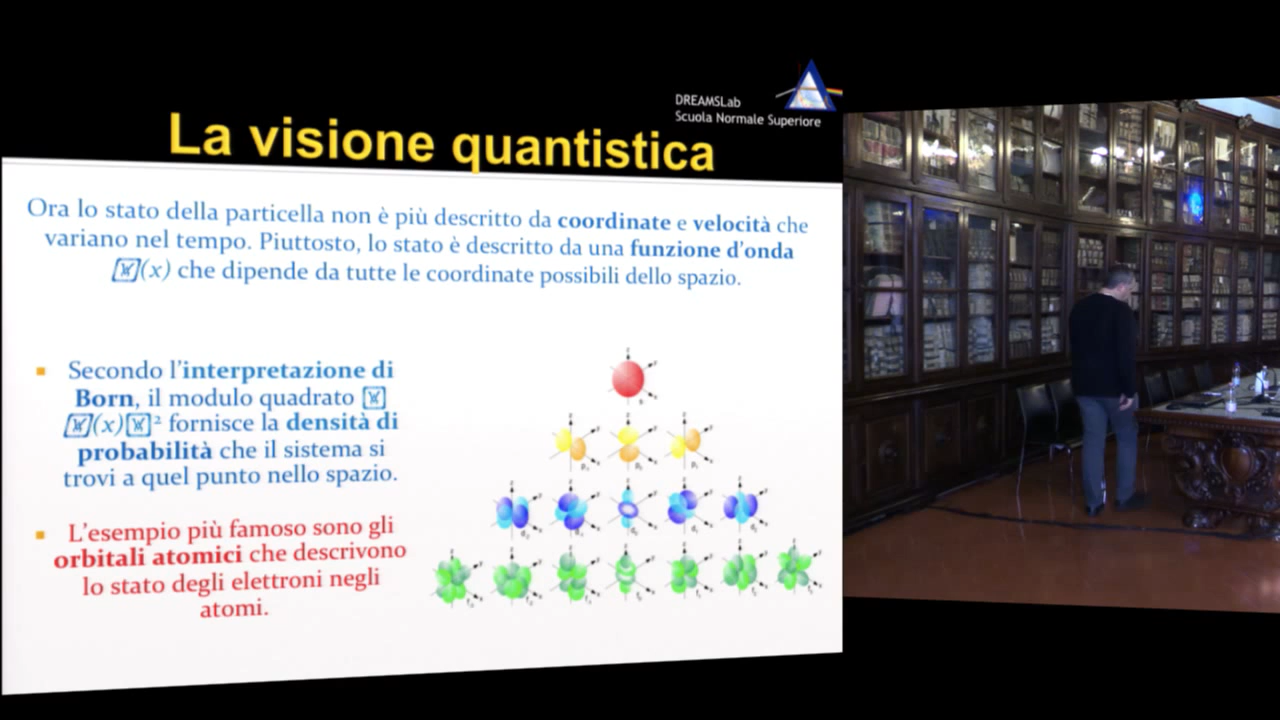 DREAMSLab
Scuola Normale Superiore
La visione quantistica
Ora lo stato della particella non è più descritto da coordinate e velocità che
variano nel tempo. Piuttosto, lo stato è descritto da una funzione d'onda
(x) che dipende da tutte le coordinate possibili dello spazio.
Secondo l'interpretazione di
Born, il modulo quadrato
(x)² fornisce la densità di
probabilità che il sistema si
trovi a quel punto nello spazio.
L'esempio più famoso sono gli
orbitali atomici che descrivono
lo stato degli elettroni negli
atomi.